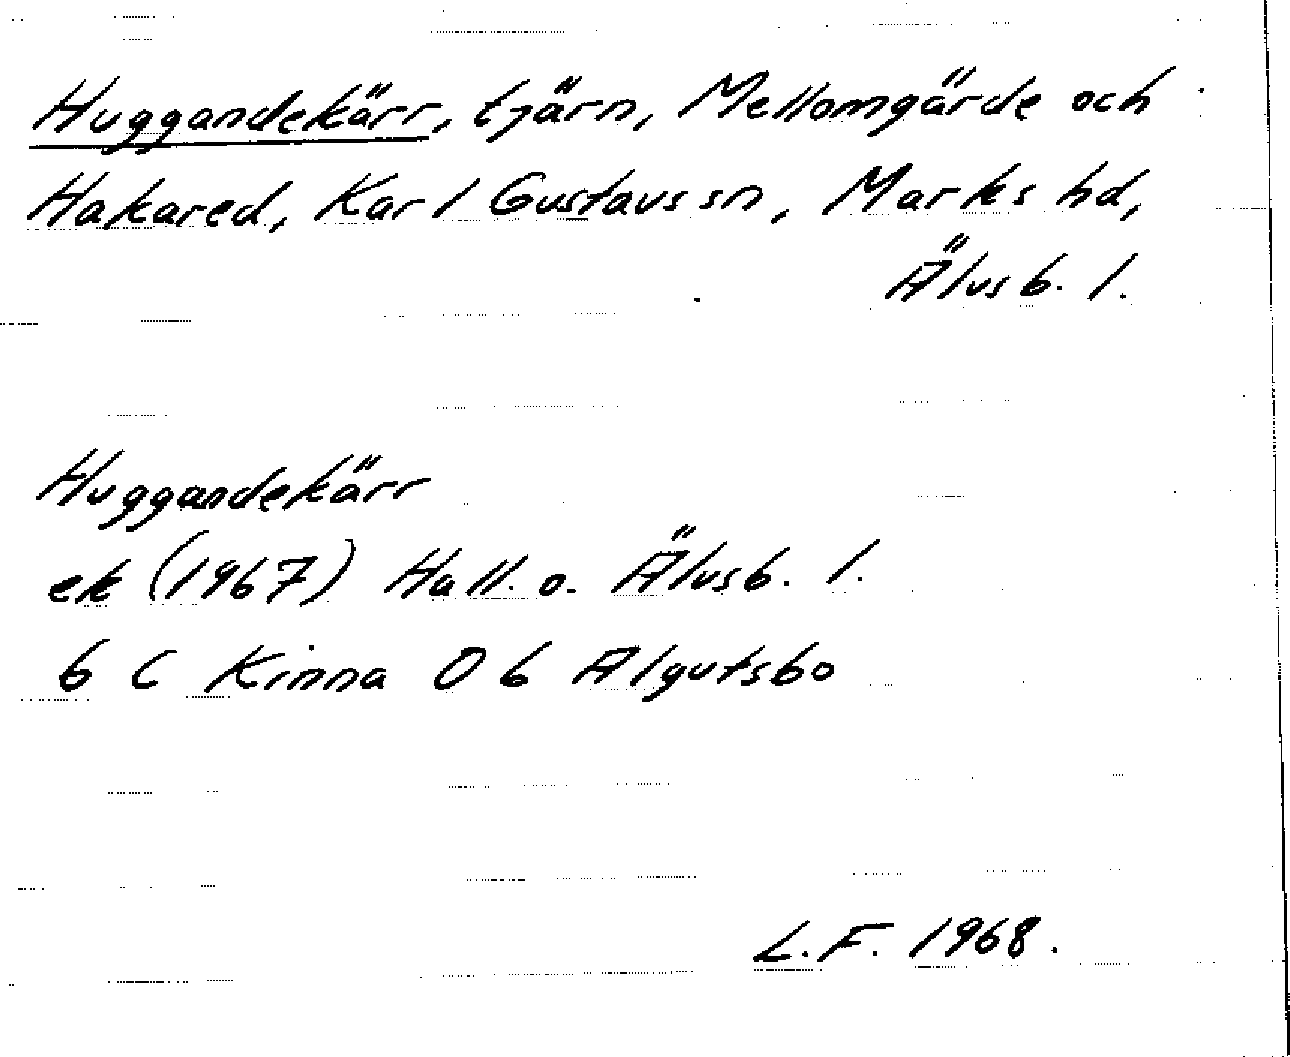 Huggandekärr, tjärn, Mellomgärde och
Hakared, Karl Gustavs sn, Marks hd,
Älvsb. l.
Huggandekärr
ek (1967) Hall. o. Älvsb. l.
6 C Kinna 0 b Algutsbo
L.F. 1968.